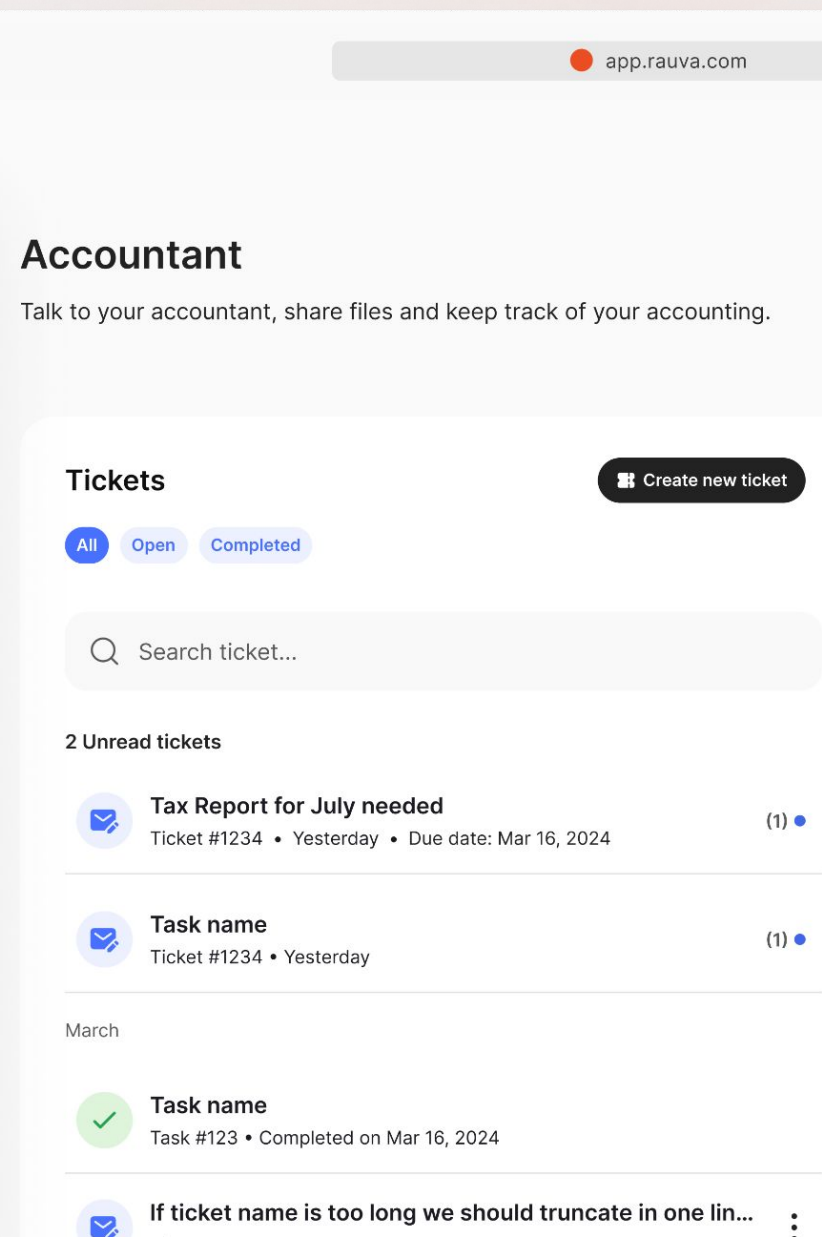 app.rauva.com
Accountant
Talk to your accountant, share files and keep track of your accounting.
Tickets
Create new ticket
All Open Completed
Search ticket...
2 Unread tickets
Tax Report for July needed
Ticket #1234 • Yesterday • Due date: Mar 16, 2024
(1)
Task name
Ticket #1234 • Yesterday
(1)
March
Task name
Task #123 • Completed on Mar 16, 2024
If ticket name is too long we should truncate in one lin...